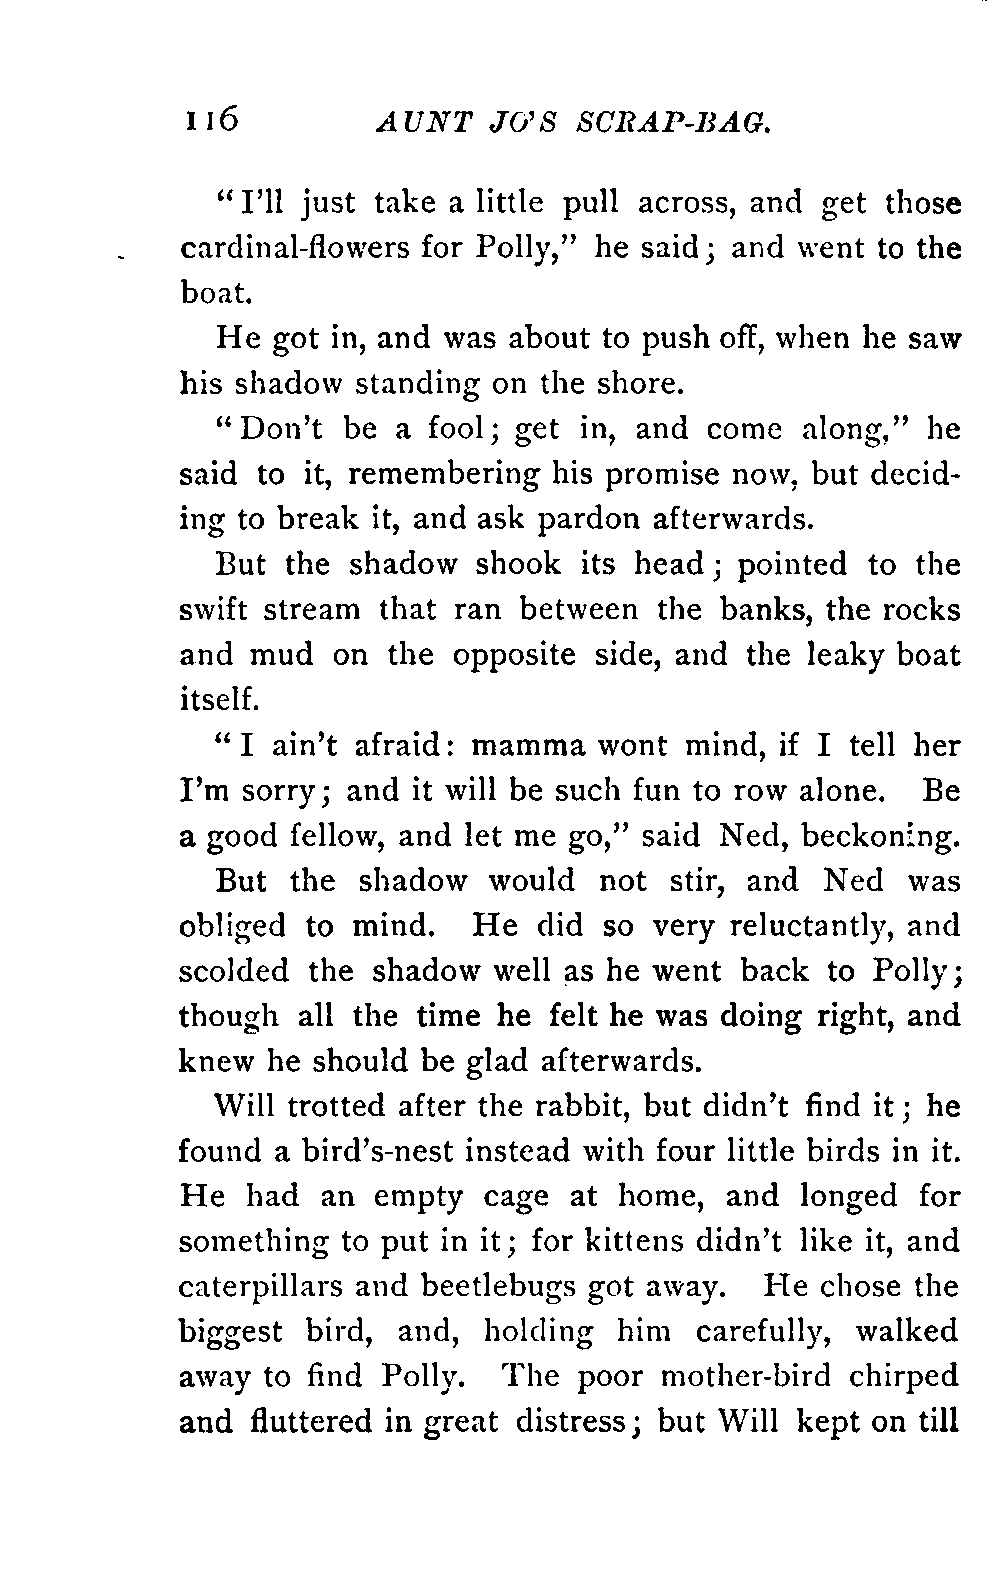 116 AUNT JO'S SCRAP-BAG.
"I'll just take a little pull across, and get those
cardinal-flowers for Polly," he said; and went to the
boat.
He got in, and was about to push off, when he saw
his shadow standing on the shore.
"Don't be a fool; get in, and come along," he
said to it, remembering his promise now, but decid-
ing to break it, and ask pardon afterwards.
But the shadow shook its head; pointed to the
swift stream that ran between the banks, the rocks
and mud on the opposite side, and the leaky boat
itself.
"I ain't afraid: mamma wont mind, if I tell her
I'm sorry; and it will be such fun to row alone. Be
a good fellow, and let me go," said Ned, beckoning.
But the shadow would not stir, and Ned was
obliged to mind. He did so very reluctantly, and
scolded the shadow well as he went back to Polly;
though all the time he felt he was doing right, and
knew he should be glad afterwards.
Will trotted after the rabbit, but didn't find it; he
found a bird's-nest instead with four little birds in it.
He had an empty cage at home, and longed for
something to put in it; for kittens didn't like it, and
caterpillars and beetlebugs got away. He chose the
biggest bird, and, holding him carefully, walked
away to find Polly. The poor mother-bird chirped
and fluttered in great distress; but Will kept on till